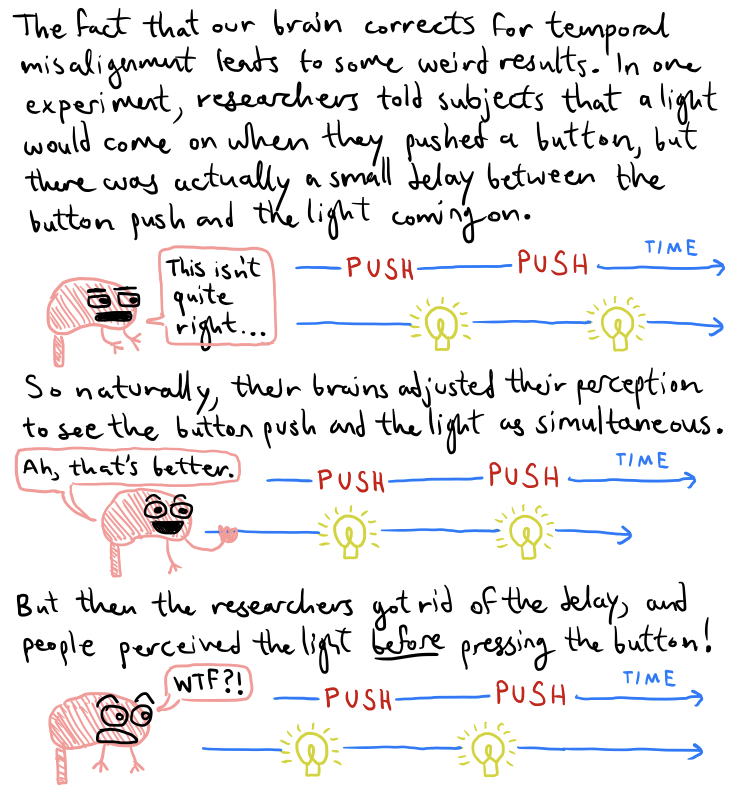 The fact that our brain corrects for temporal
misalignment leads to some weird results. In one
experiment, researchers told subjects that a light
would come on when they pushed a button, but
there was actually a small delay between the
button push and the light coming on.
This isn't
quite
right...
PUSH PUSH TIME
So naturally, their brains adjusted their perception
to see the button push and the light as simultaneous.
Ah, that's better.
PUSH PUSH TIME
But then the researchers got rid of the delay, and
people perceived the light before pressing the button!
WTF?!
PUSH PUSH TIME